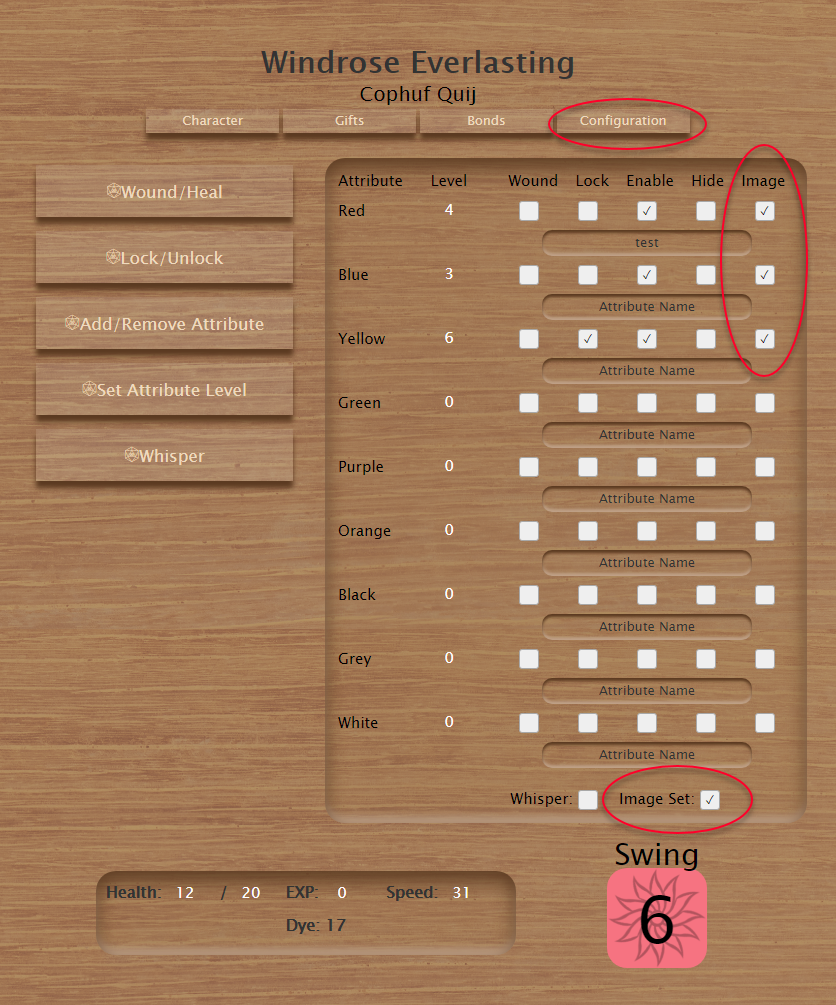 Windrose Everlasting
Cophuf Quij
Character Gifts Bonds Configuration
Wound/Heal
Lock/Unlock
Add/Remove Attribute
Set Attribute Level
Whisper
Attribute Level Wound Lock Enable Hide Image
Red 4
test
Blue 3
Attribute Name
Yellow 6
Attribute Name
Green 0
Attribute Name
Purple 0
Attribute Name
Orange 0
Attribute Name
Black 0
Attribute Name
Grey 0
Attribute Name
White 0
Attribute Name
Whisper: Image Set:
Health: 12 / 20 EXP: 0 Speed: 31
Dye: 17
Swing
6